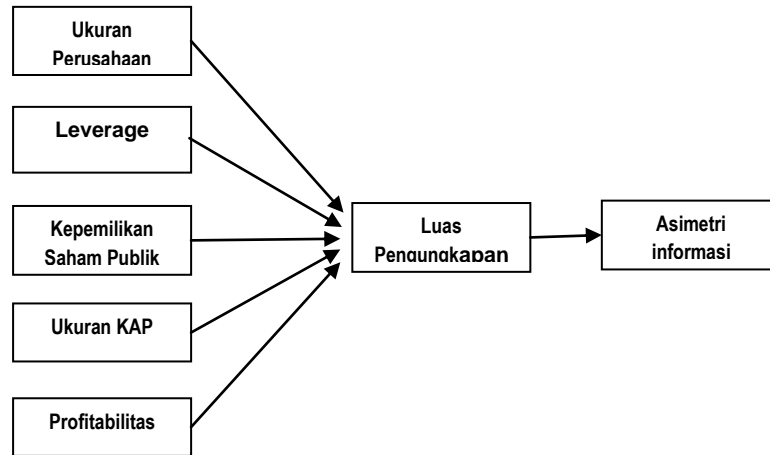 Ukuran
Perusahaan
Leverage
Kepemilikan
Saham Publik
Ukuran KAP
Profitabilitas
Luas
Pengungkapan
Asimetri
informasi